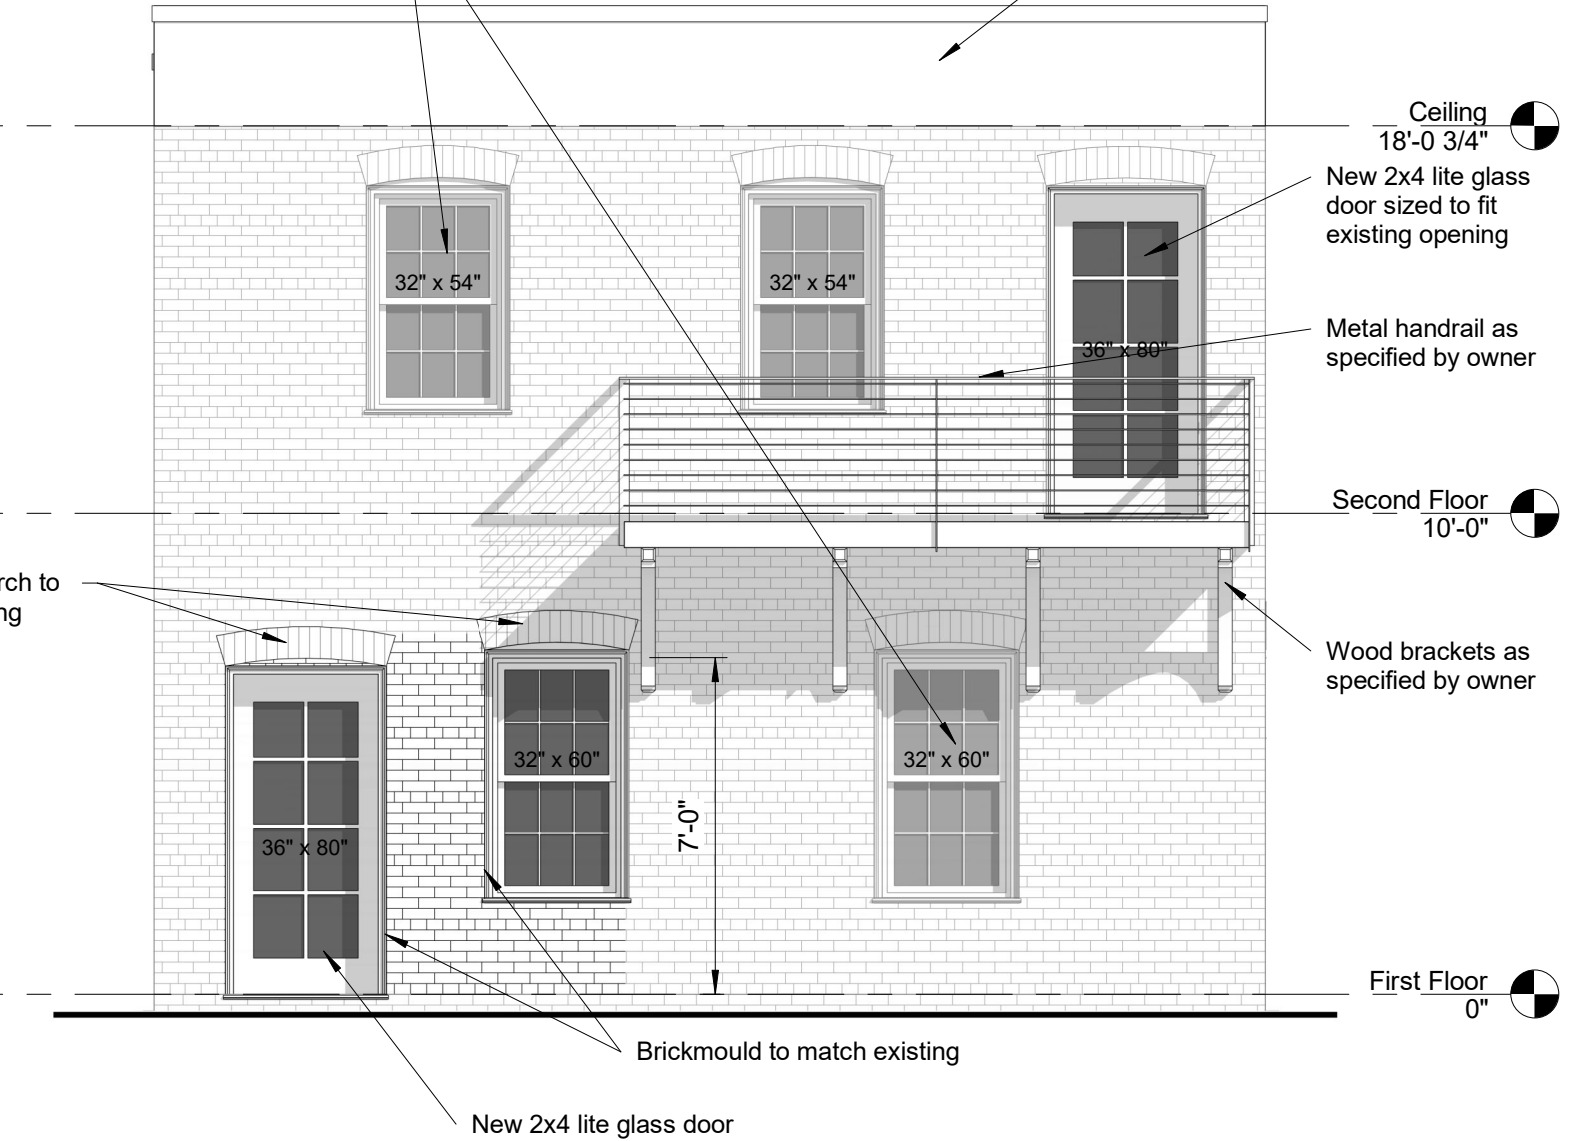 Ceiling
18'-0 3/4"
New 2x4 lite glass
door sized to fit
existing opening
32" x 54"
32" x 54"
36" x 80"
Metal handrail as
specified by owner
Second Floor
10'-0"
rch to
ng
Wood brackets as
specified by owner
32" x 60"
32" x 60"
7'-0"
36" x 80"
First Floor
0"
Brickmould to match existing
New 2x4 lite glass door